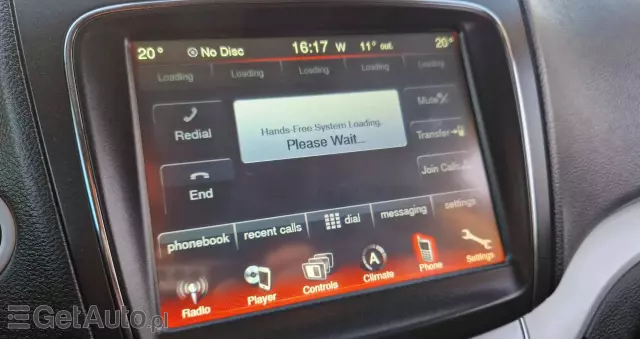 20° No Disc 16:17 W 11° out. 20°
Loading Loading Loading Loading Loading
Redial
Hands-Free System Loading.
Please Wait...
Mute
Transfer
End
Join Calls
phonebook recent calls dial messaging settings
Radio Player Controls Climate Phone Settings
GetAuto.pl